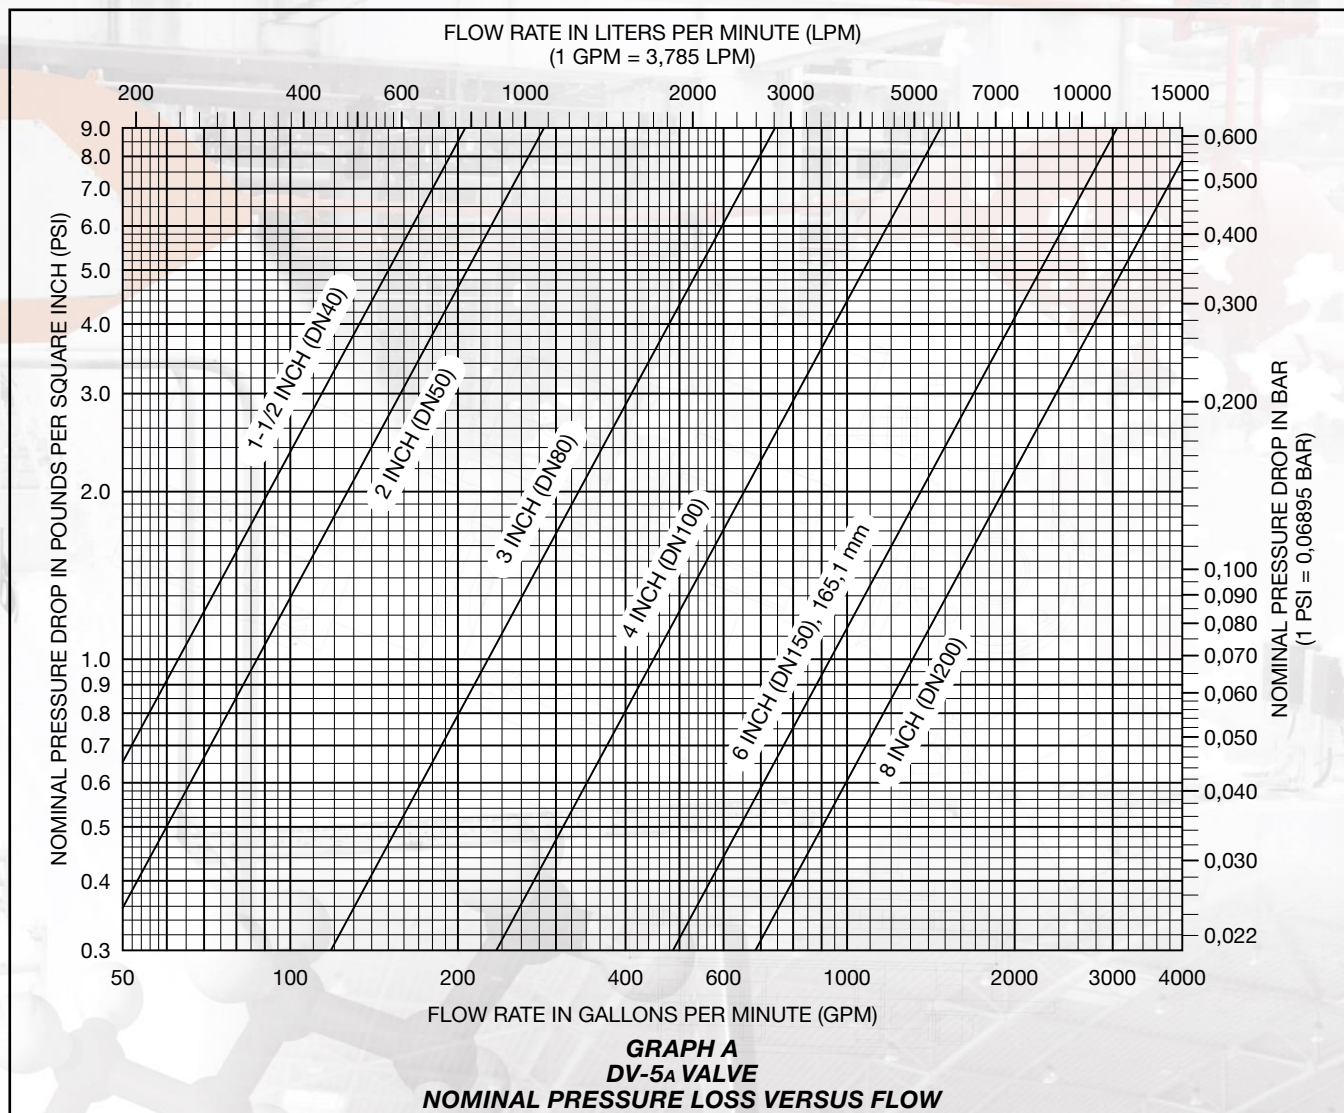 FLOW RATE IN LITERS PER MINUTE (LPM)
(1 GPM = 3,785 LPM)
200 400 600 1000 2000 3000 5000 7000 10000 15000
NOMINAL PRESSURE DROP IN POUNDS PER SQUARE INCH (PSI)
9.0
8.0
7.0
6.0
5.0
4.0
3.0
2.0
1.0
0.9
0.8
0.7
0.6
0.5
0.4
0.3
1-1/2 INCH (DN40)
2 INCH (DN50)
3 INCH (DN80)
4 INCH (DN100)
6 INCH (DN150), 165,1 mm
8 INCH (DN200)
0,600
0,500
0,400
0,300
0,200
0,100
0,090
0,080
0,070
0,060
0,050
0,040
0,030
0,022
NOMINAL PRESSURE DROP IN BAR
(1 PSI = 0,06895 BAR)
50 100 200 400 600 1000 2000 3000 4000
FLOW RATE IN GALLONS PER MINUTE (GPM)
GRAPH A
DV-5A VALVE
NOMINAL PRESSURE LOSS VERSUS FLOW